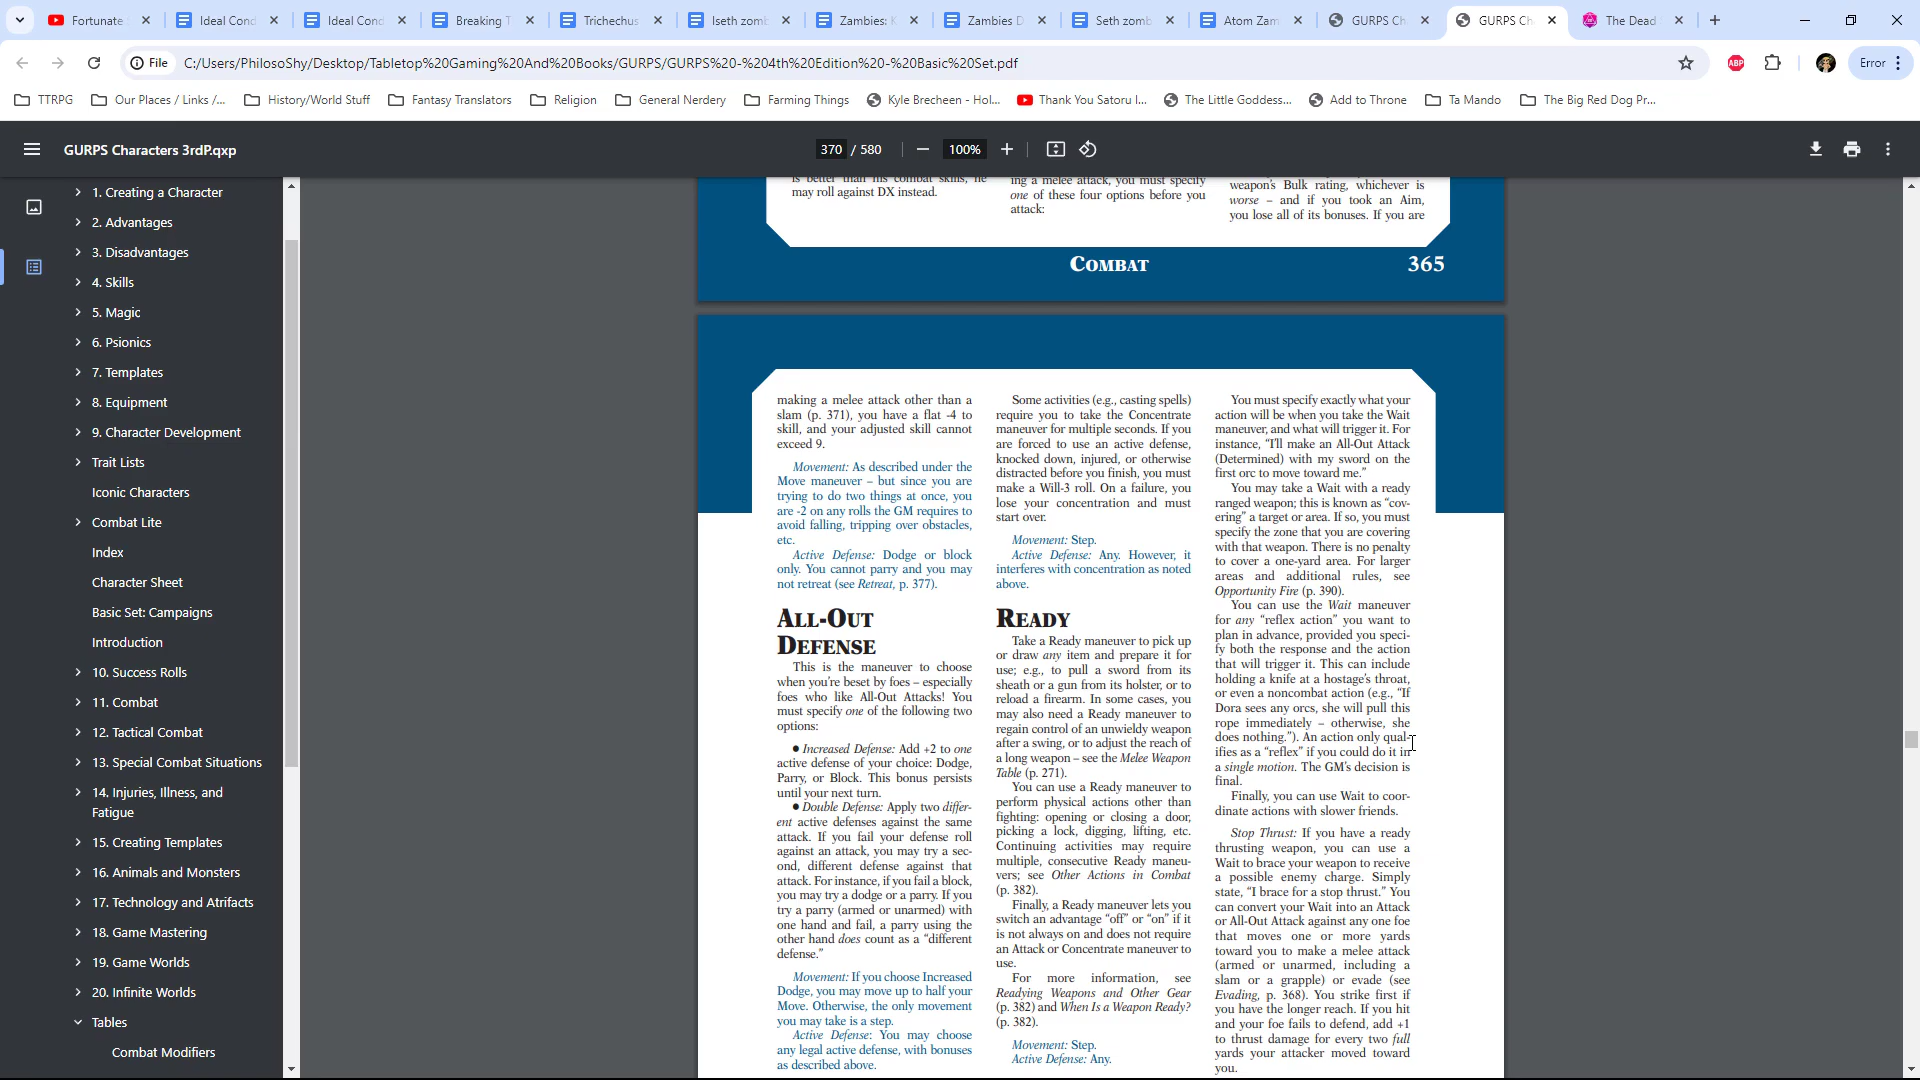 Fortunate
Ideal Cond
Ideal Cond
Breaking T
Trichechus
Iseth zomb
Zambies: K
Zambies D
Seth zomb
Atom Zam
GURPS Ch
GURPS Ch
The Dead
File
C:/Users/PhilosoShy/Desktop/Tabletop%20Gaming%20And%20Books/GURPS/GURPS%20-%204th%20Edition%20-%20Basic%20Set.pdf
ABP
Error
TTRPG
Our Places / Links /...
History/World Stuff
Fantasy Translators
Religion
General Nerdery
Farming Things
Kyle Brecheen - Hol...
Thank You Satoru I...
The Little Goddess...
Add to Throne
Ta Mando
The Big Red Dog Pr...
GURPS Characters 3rdP.qxp
370 / 580
100%
1. Creating a Character
2. Advantages
3. Disadvantages
4. Skills
5. Magic
6. Psionics
7. Templates
8. Equipment
9. Character Development
Trait Lists
Iconic Characters
Combat Lite
Index
Character Sheet
Basic Set: Campaigns
Introduction
10. Success Rolls
11. Combat
12. Tactical Combat
13. Special Combat Situations
14. Injuries, Illness, and
Fatigue
15. Creating Templates
16. Animals and Monsters
17. Technology and Atrifacts
18. Game Mastering
19. Game Worlds
20. Infinite Worlds
Tables
Combat Modifiers
is better than his combat skills, he
may roll against DX instead.
ing a melee attack, you must specify
one of these four options before you
attack:
weapon's Bulk rating, whichever is
worse – and if you took an Aim,
you lose all of its bonuses. If you are
COMBAT
365
making a melee attack other than a
slam (p. 371), you have a flat -4 to
skill, and your adjusted skill cannot
exceed 9.
Movement: As described under the
Move maneuver – but since you are
trying to do two things at once, you
are -2 on any rolls the GM requires to
avoid falling, tripping over obstacles,
etc.
Active Defense: Dodge or block
only. You cannot parry and you may
not retreat (see Retreat, p. 377).
ALL-OUT
DEFENSE
This is the maneuver to choose
when you're beset by foes – especially
foes who like All-Out Attacks! You
must specify one of the following two
options:
● Increased Defense: Add +2 to one
active defense of your choice: Dodge,
Parry, or Block. This bonus persists
until your next turn.
● Double Defense: Apply two differ-
ent active defenses against the same
attack. If you fail your defense roll
against an attack, you may try a sec-
ond, different defense against that
attack. For instance, if you fail a block,
you may try a dodge or a parry. If you
try a parry (armed or unarmed) with
one hand and fail, a parry using the
other hand does count as a "different
defense."
Movement: If you choose Increased
Dodge, you may move up to half your
Move. Otherwise, the only movement
you may take is a step.
Active Defense: You may choose
any legal active defense, with bonuses
as described above.
Some activities (e.g., casting spells)
require you to take the Concentrate
maneuver for multiple seconds. If you
are forced to use an active defense,
knocked down, injured, or otherwise
distracted before you finish, you must
make a Will-3 roll. On a failure, you
lose your concentration and must
start over.
Movement: Step.
Active Defense: Any. However, it
interferes with concentration as noted
above.
READY
Take a Ready maneuver to pick up
or draw any item and prepare it for
use; e.g., to pull a sword from its
sheath or a gun from its holster, or to
reload a firearm. In some cases, you
may also need a Ready maneuver to
regain control of an unwieldy weapon
after a swing, or to adjust the reach of
a long weapon – see the Melee Weapon
Table (p. 271).
You can use a Ready maneuver to
perform physical actions other than
fighting: opening or closing a door,
picking a lock, digging, lifting, etc.
Continuing activities may require
multiple, consecutive Ready maneu-
vers; see Other Actions in Combat
(p. 382).
Finally, a Ready maneuver lets you
switch an advantage "off" or "on" if it
is not always on and does not require
an Attack or Concentrate maneuver to
use.
For more information, see
Readying Weapons and Other Gear
(p. 382) and When Is a Weapon Ready?
(p. 382).
Movement: Step.
Active Defense: Any.
You must specify exactly what your
action will be when you take the Wait
maneuver, and what will trigger it. For
instance, "I'll make an All-Out Attack
(Determined) with my sword on the
first orc to move toward me."
You may take a Wait with a ready
ranged weapon; this is known as "cov-
ering" a target or area. If so, you must
specify the zone that you are covering
with that weapon. There is no penalty
to cover a one-yard area. For larger
areas and additional rules, see
Opportunity Fire (p. 390).
You can use the Wait maneuver
for any "reflex action" you want to
plan in advance, provided you speci-
fy both the response and the action
that will trigger it. This can include
holding a knife at a hostage's throat,
or even a noncombat action (e.g., "If
Dora sees any orcs, she will pull this
rope immediately – otherwise, she
does nothing."). An action only qual-
ifies as a "reflex" if you could do it in
a single motion. The GM's decision is
final.
Finally, you can use Wait to coor-
dinate actions with slower friends.
Stop Thrust: If you have a ready
thrusting weapon, you can use a
Wait to brace your weapon to receive
a possible enemy charge. Simply
state, "I brace for a stop thrust." You
can convert your Wait into an Attack
or All-Out Attack against any one foe
that moves one or more yards
toward you to make a melee attack
(armed or unarmed, including a
slam or a grapple) or evade (see
Evading, p. 368). You strike first if
you have the longer reach. If you hit
and your foe fails to defend, add +1
to thrust damage for every two full
yards your attacker moved toward
you.